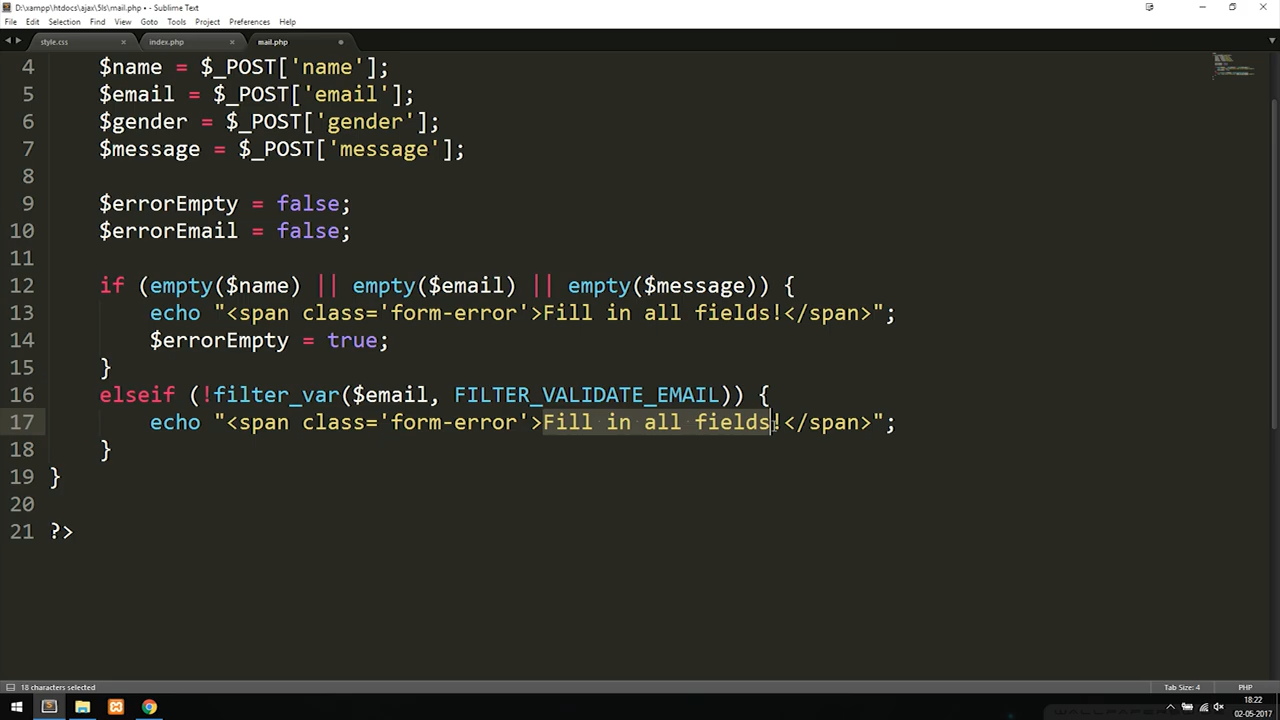 D:\xampp\htdocs\ajax\5ls\mail.php • - Sublime Text
File Edit Selection Find View Goto Tools Project Preferences Help
style.css × index.php × mail.php
4 $name = $_POST['name'];
5 $email = $_POST['email'];
6 $gender = $_POST['gender'];
7 $message = $_POST['message'];
8
9 $errorEmpty = false;
10 $errorEmail = false;
11
12 if (empty($name) || empty($email) || empty($message)) {
13 echo "<span class='form-error'>Fill in all fields!</span>";
14 $errorEmpty = true;
15 }
16 elseif (!filter_var($email, FILTER_VALIDATE_EMAIL)) {
17 echo "<span class='form-error'>Fill in all fields!</span>";
18 }
19 }
20
21 ?>
18 characters selected Tab Size: 4 PHP
18:22
02-05-2017